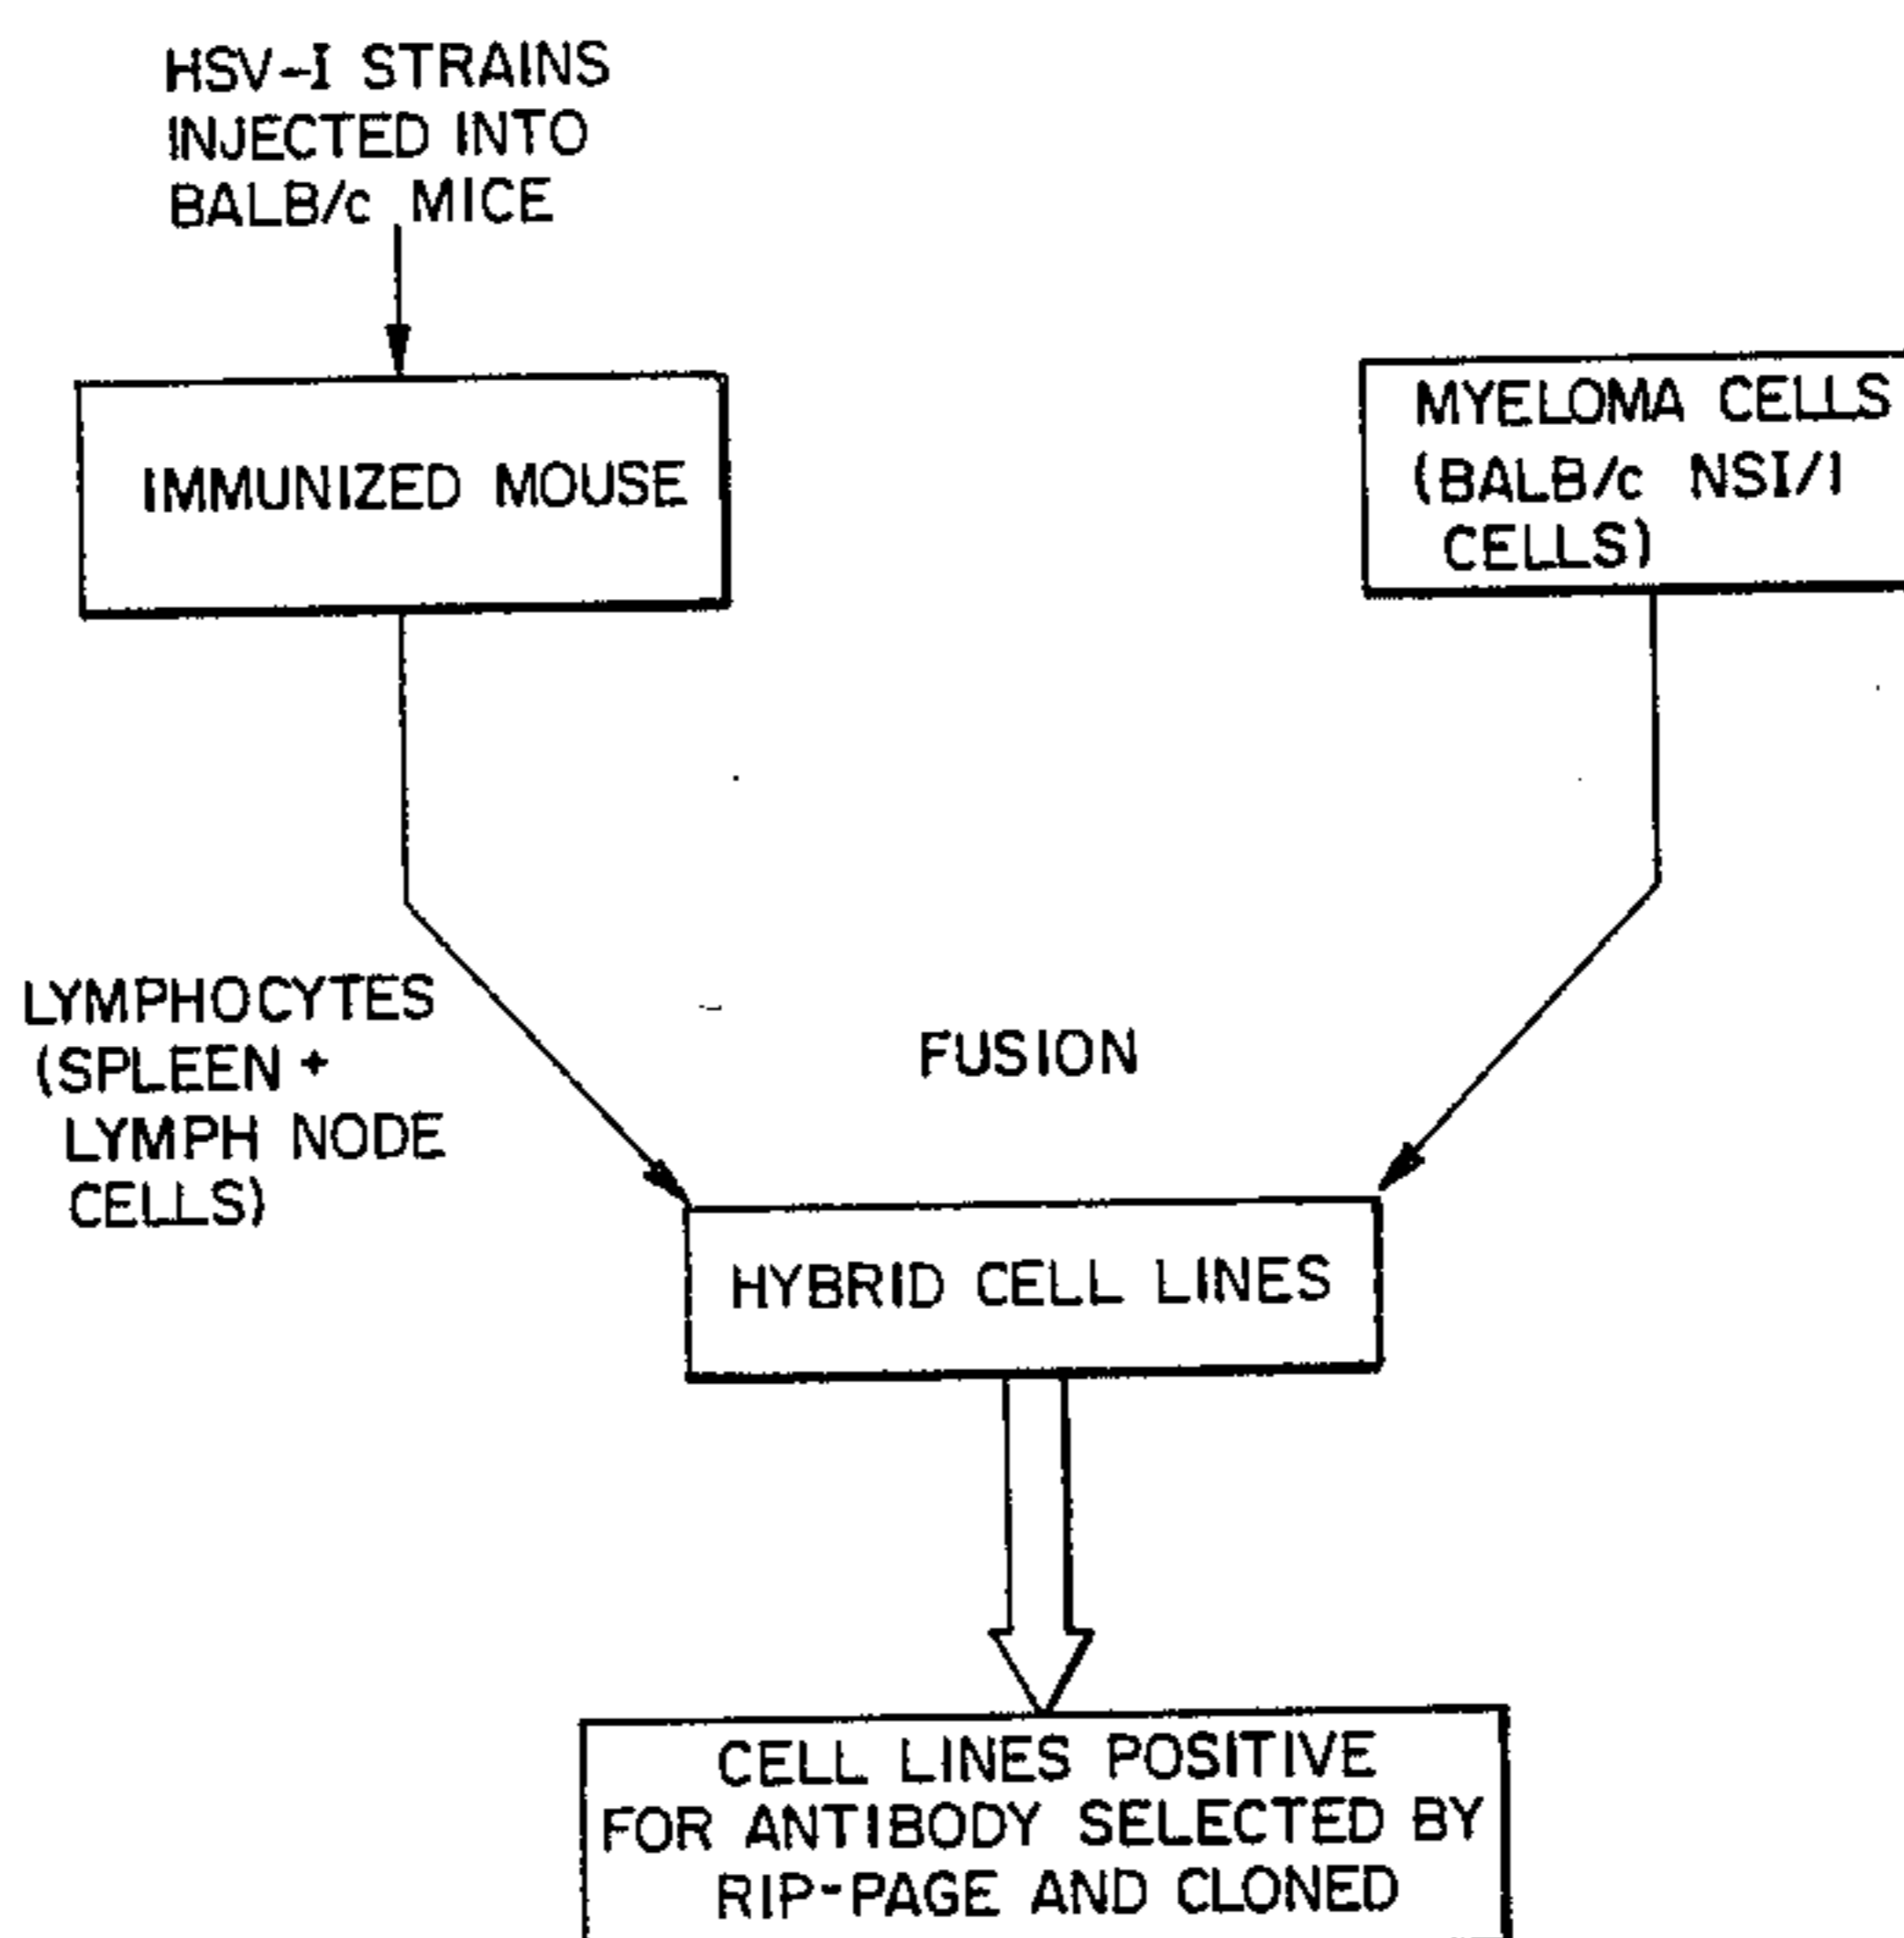 HSV-I STRAINS
INJECTED INTO
BALB/c MICE
IMMUNIZED MOUSE
MYELOMA CELLS
(BALB/c NSI/I
CELLS)
LYMPHOCYTES
(SPLEEN +
LYMPH NODE
CELLS)
FUSION
HYBRID CELL LINES
CELL LINES POSITIVE
FOR ANTIBODY SELECTED BY
RIP-PAGE AND CLONED